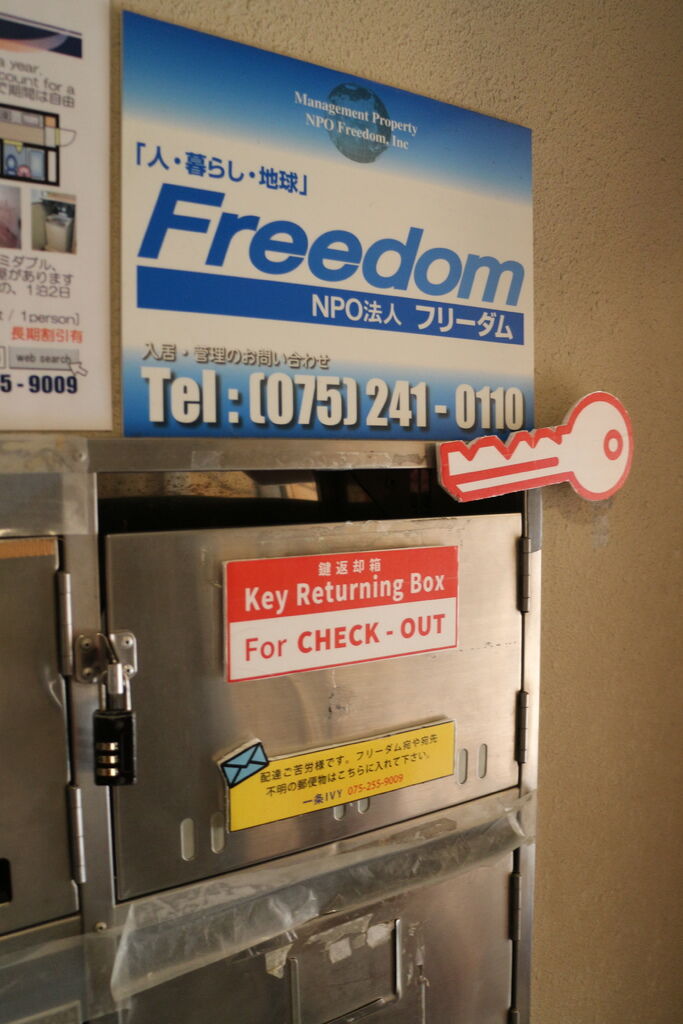 a year.
count for a
期間は自由
ミダブル、
があります
の、1泊2日
/ 1person]
長期割引有
web search
5 - 9009
Management Property
NPO Freedom, Inc
「人・暮らし・地球」
Freedom
NPO法人 フリーダム
入居・管理のお問い合わせ
Tel : (075) 241 - 0110
鍵返却箱
Key Returning Box
For CHECK - OUT
配達ご苦労様です。フリーダム宛や宛先
不明の郵便物はこちらに入れて下さい。
一条IVY 075-255-9009